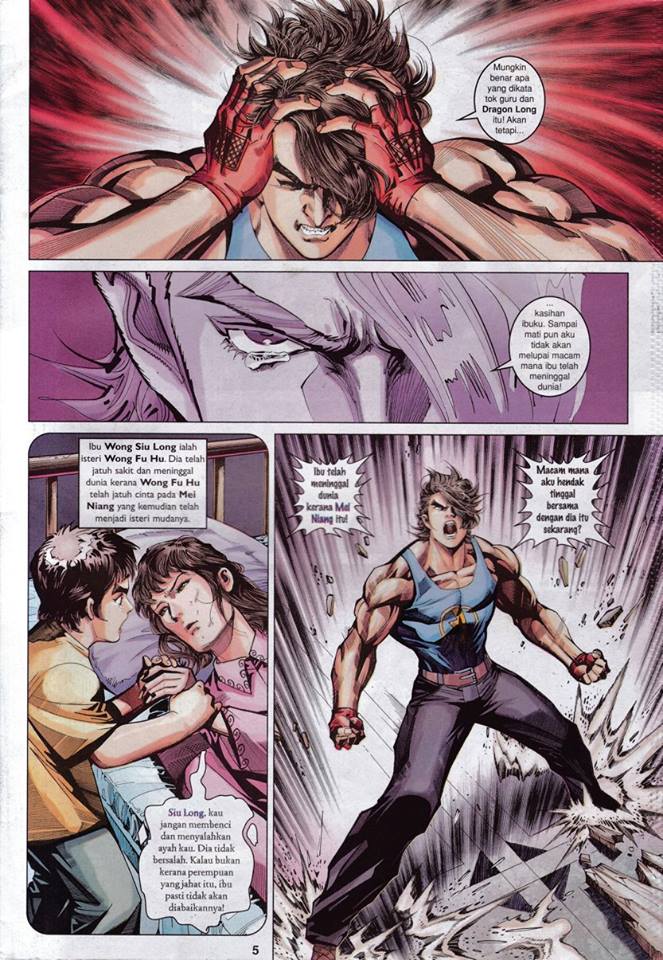 Mungkin
benar apa
yang dikata
tok guru dan
Dragon Long
itu! Akan
tetapi...
...
kasihan
ibuku. Sampai
mati pun aku
tidak akan
melupai macam
mana ibu telah
meninggal
dunia!
Ibu Wong Siu Long ialah
isteri Wong Fu Hu. Dia telah
jatuh sakit dan meninggal
dunia kerana Wong Fu Hu
telah jatuh cinta pada Mei
Niang yang kemudian telah
menjadi isteri mudanya.
Siu Long, kau
jangan membenci
dan menyalahkan
ayah kau. Dia tidak
bersalah. Kalau bukan
kerana perempuan
yang jahat itu, ibu
pasti tidak akan
diabaikannya!
Ibu telah
meninggal
dunia
kerana Mei
Niang itu!
Macam mana
aku hendak
tinggal
bersama
dengan dia itu
sekarang?
5